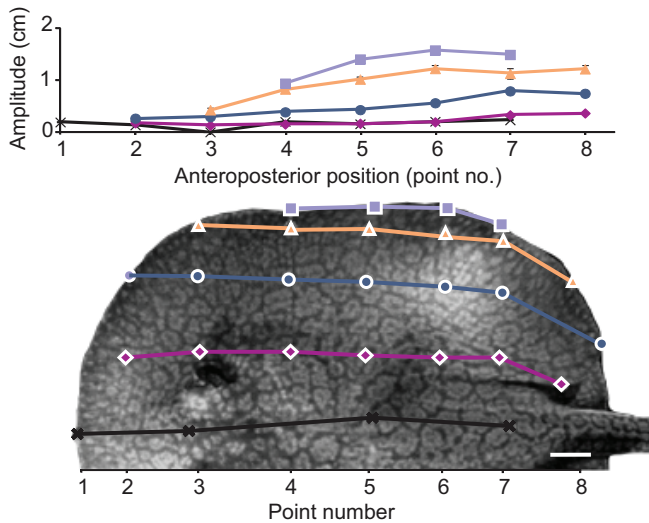 Amplitude (cm)
2
1
0
1 2 3 4 5 6 7 8
Anteroposterior position (point no.)
1 2 3 4 5 6 7 8
Point number